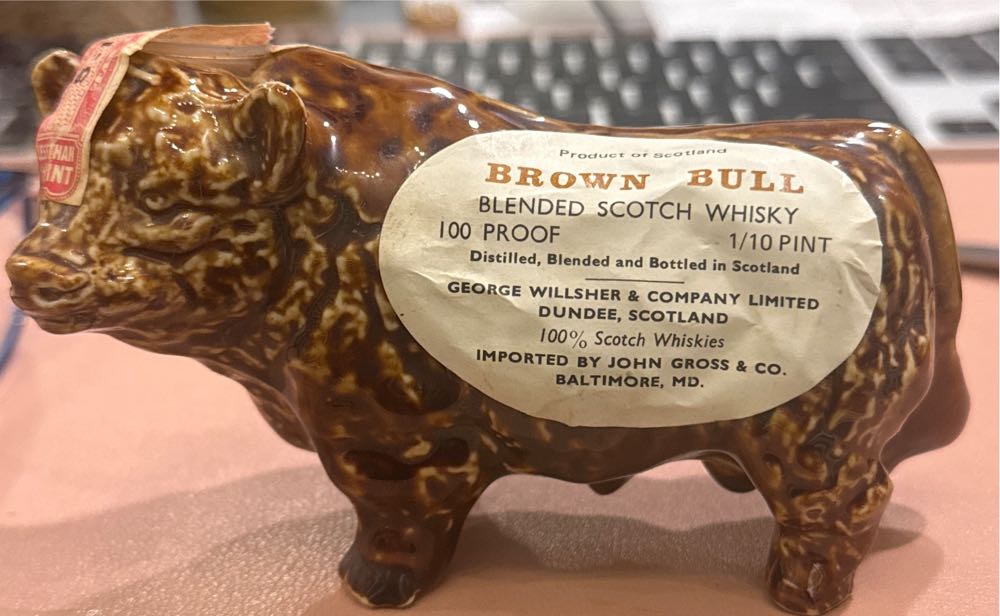 Product of Scotland
BROWN BULL
BLENDED SCOTCH WHISKY
100 PROOF 1/10 PINT
Distilled, Blended and Bottled in Scotland
GEORGE WILLSHER & COMPANY LIMITED
DUNDEE, SCOTLAND
100% Scotch Whiskies
IMPORTED BY JOHN GROSS & CO.
BALTIMORE, MD.